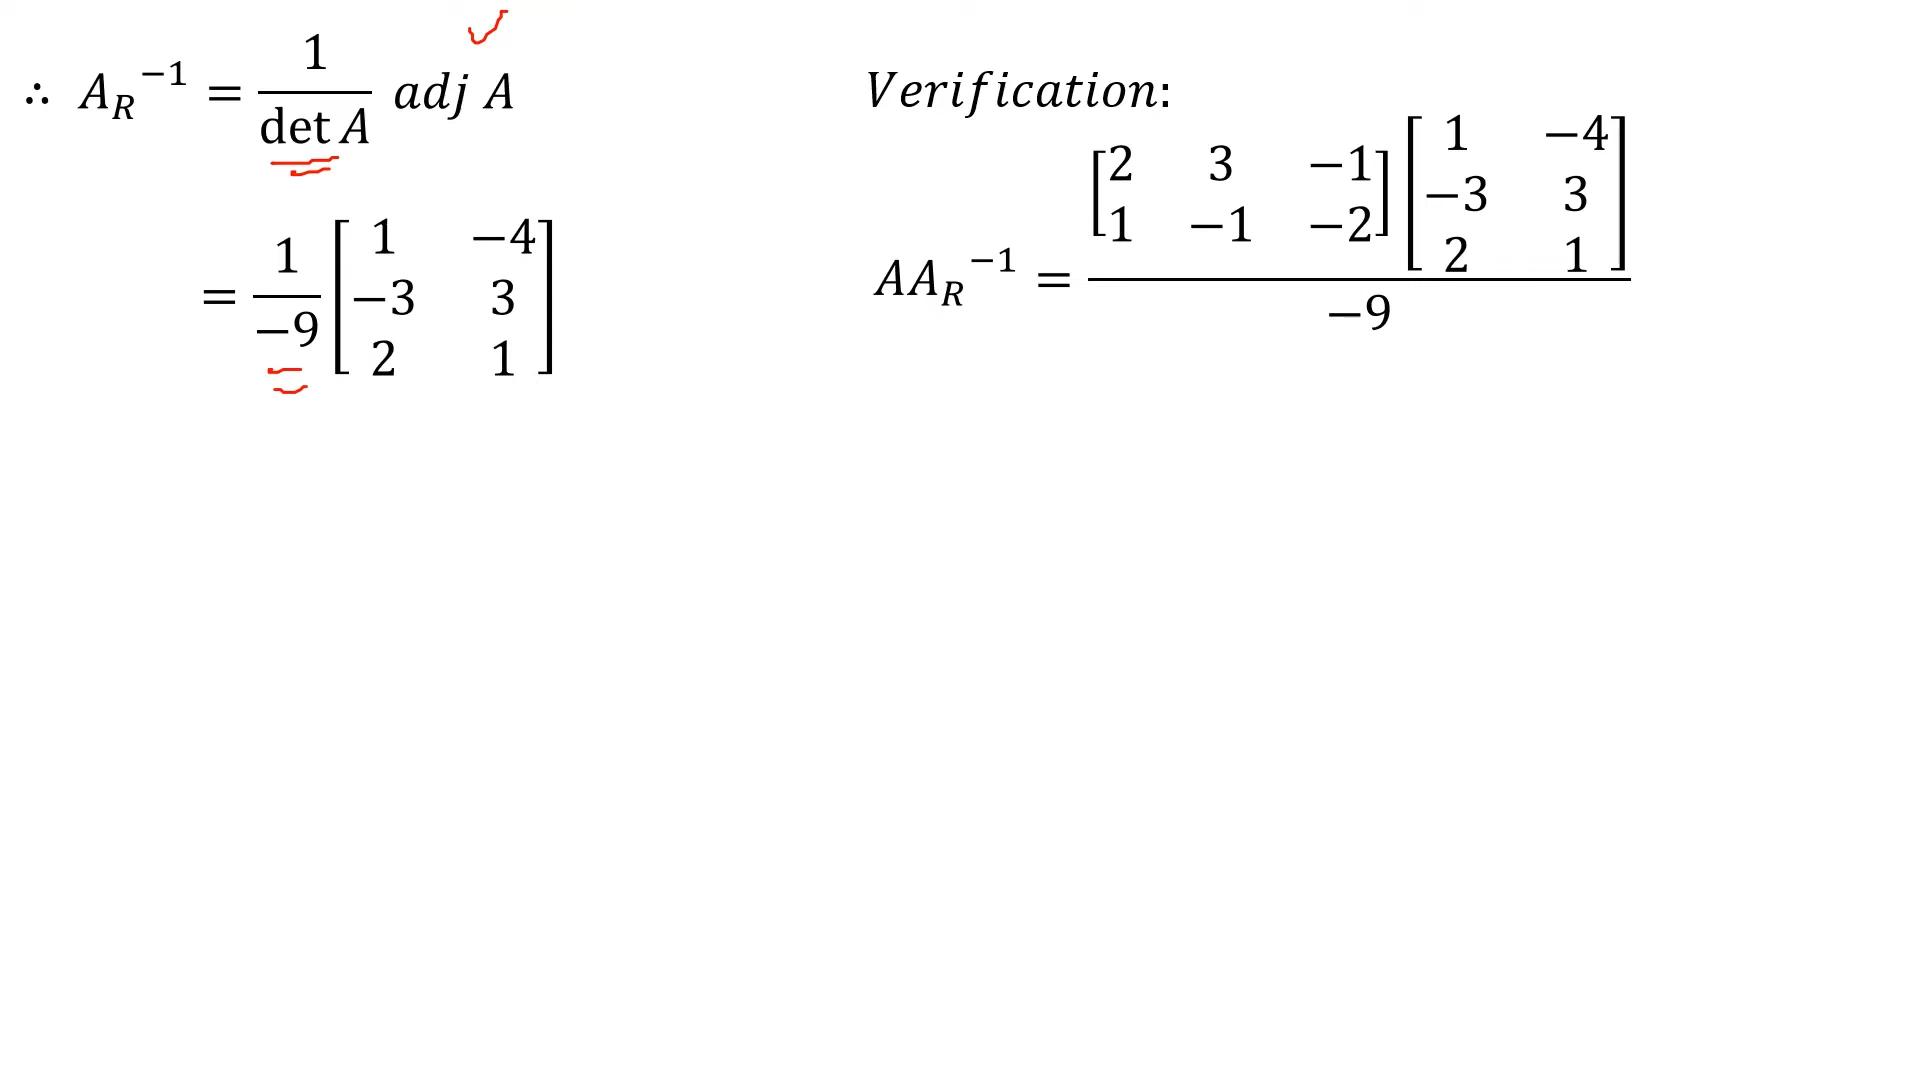 ∴ A_R⁻¹ = 1/(det A) adj A
= 1/(−9) [1 −4; −3 3; 2 1]
Verification:
AA_R⁻¹ = [2 3 −1; 1 −1 −2] [1 −4; −3 3; 2 1] / −9